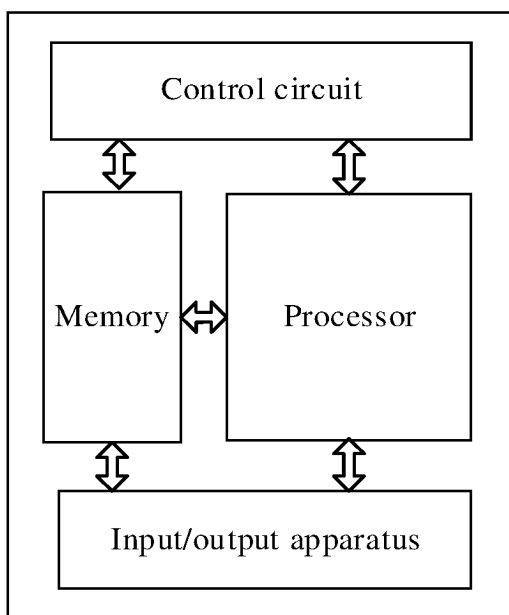 Control circuit
Memory
Processor
Input/output apparatus